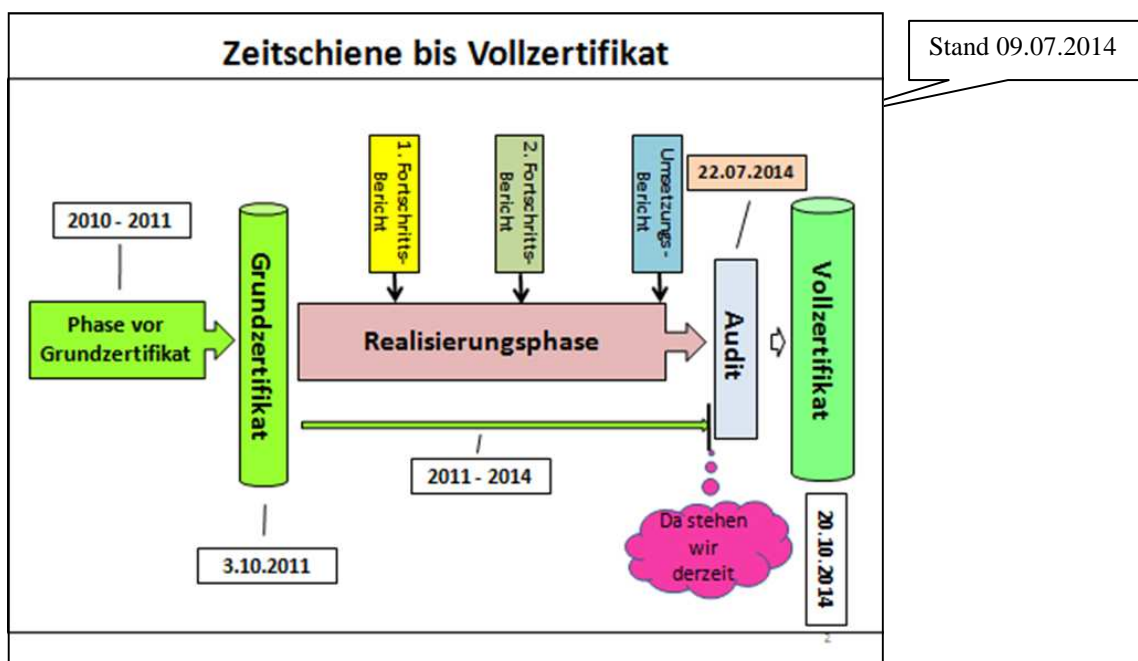 Zeitschiene bis Vollzertifikat
Stand 09.07.2014
2010 - 2011
Phase vor
Grundzertifikat
Grundzertifikat
3.10.2011
1. Fortschritts-
Bericht
2. Fortschritts-
Bericht
Umsetzungs-
Bericht
Realisierungsphase
2011 - 2014
22.07.2014
Audit
Da stehen
wir
derzeit
Vollzertifikat
20.10.2014
2